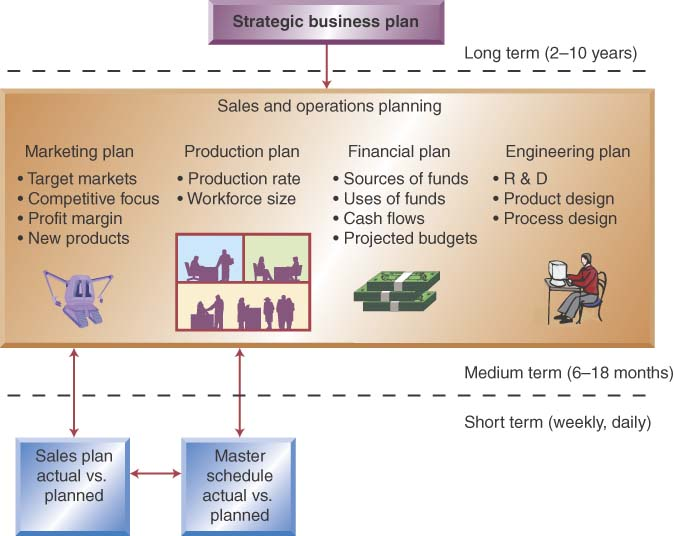 Strategic business plan
Long term (2–10 years)
Sales and operations planning
Marketing plan
• Target markets
• Competitive focus
• Profit margin
• New products
Production plan
• Production rate
• Workforce size
Financial plan
• Sources of funds
• Uses of funds
• Cash flows
• Projected budgets
Engineering plan
• R & D
• Product design
• Process design
Medium term (6–18 months)
Short term (weekly, daily)
Sales plan
actual vs.
planned
Master
schedule
actual vs.
planned